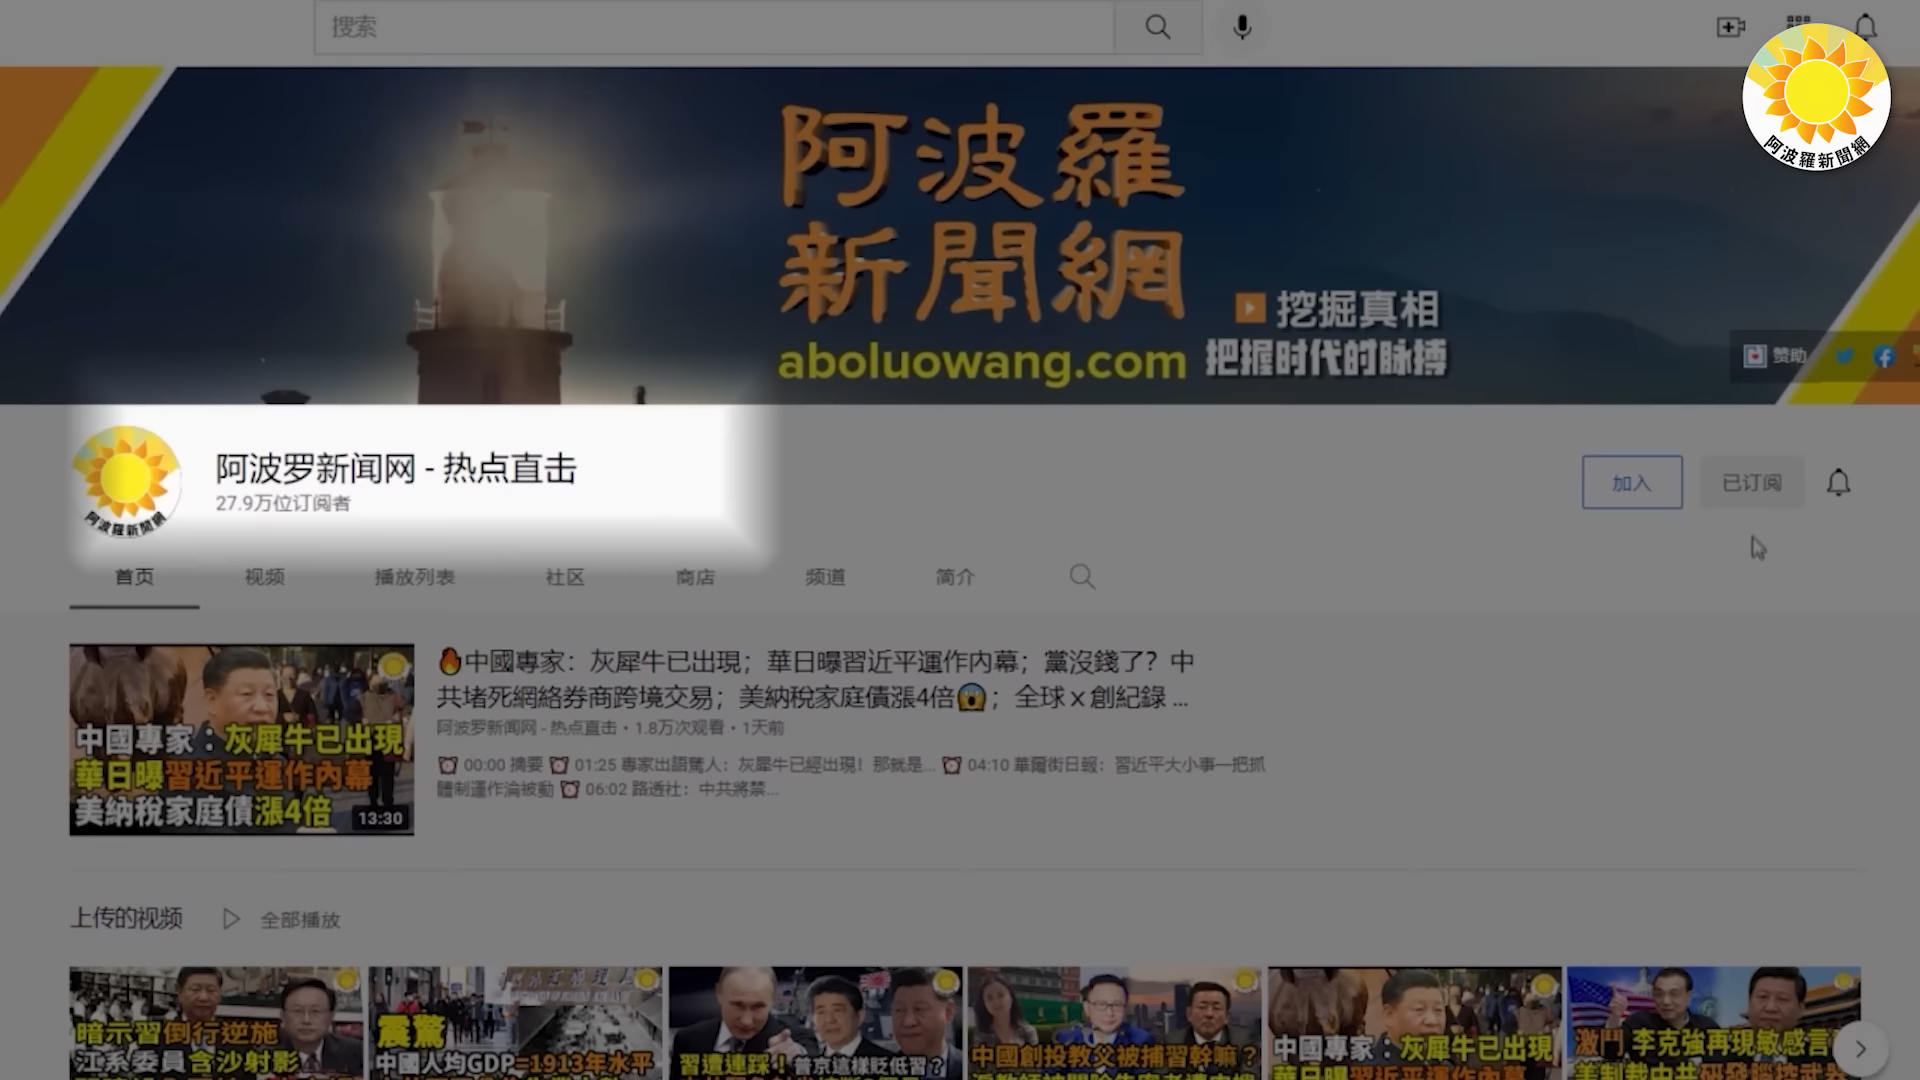 搜索
阿波羅新聞網
阿波羅
新聞網
挖掘真相
aboluowang.com
把握时代的脉搏
赞助
阿波羅新聞網
阿波罗新闻网 - 热点直击
27.9万位订阅者
加入
已订阅
首页
视频
播放列表
社区
商店
频道
简介
中國專家：灰犀牛已出現
華日曝習近平運作內幕
美納稅家庭債漲4倍
13:30
🔥中國專家：灰犀牛已出現；華日曝習近平運作內幕；黨沒錢了？中
共堵死網絡券商跨境交易；美納稅家庭債漲4倍😱；全球 x 創紀錄 ...
阿波罗新闻网 - 热点直击 • 1.8万次观看 • 1天前
⏰ 00:00 摘要 ⏰ 01:25 專家出語驚人：灰犀牛已經出現！那就是... ⏰ 04:10 華爾街日報：習近平大小事一把抓
體制運作淪被動 ⏰ 06:02 路透社：中共將禁...
上传的视频
全部播放
暗示習倒行逆施
江系委員含沙射影
震驚
中國人均GDP=1913年水平
習遭連踩！普京這樣貶低習？
中國創投教父被捕習幹嘛？
中國專家：灰犀牛已出現
激鬥 李克強再現敏感言